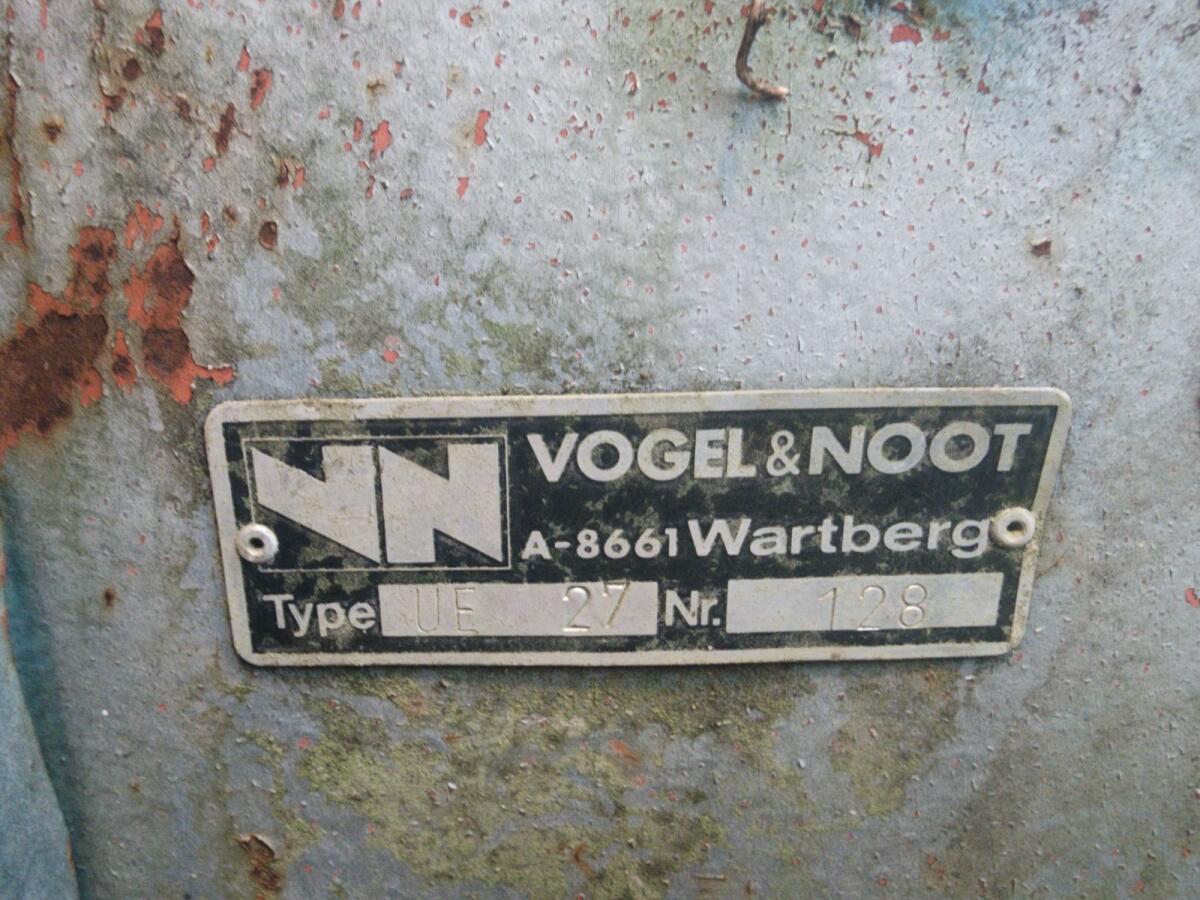 VN
VOGEL&NOOT
A-8661 Wartberg
Type UE 27 Nr. 128